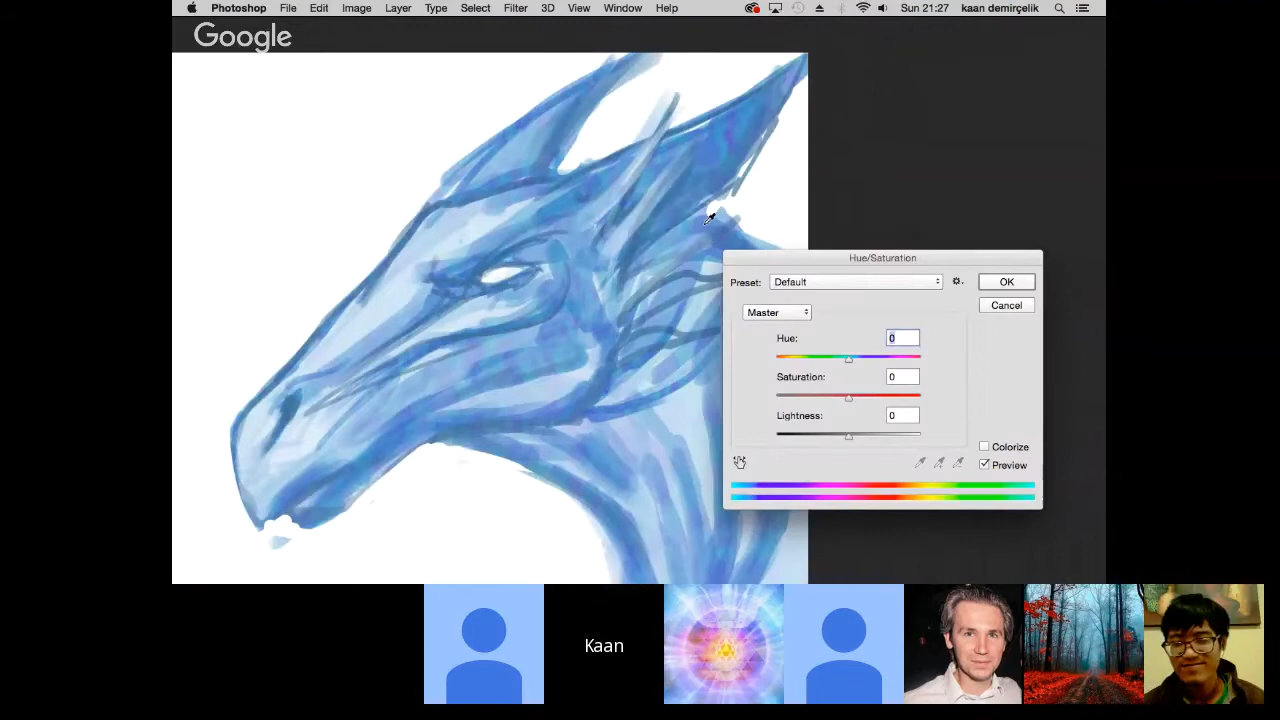 Photoshop File Edit Image Layer Type Select Filter 3D View Window Help Sun 21:27 kaan demirçelik
Google
Hue/Saturation
Preset: Default OK
Cancel
Master
Hue: 0
Saturation: 0
Lightness: 0
Colorize
Preview
Kaan